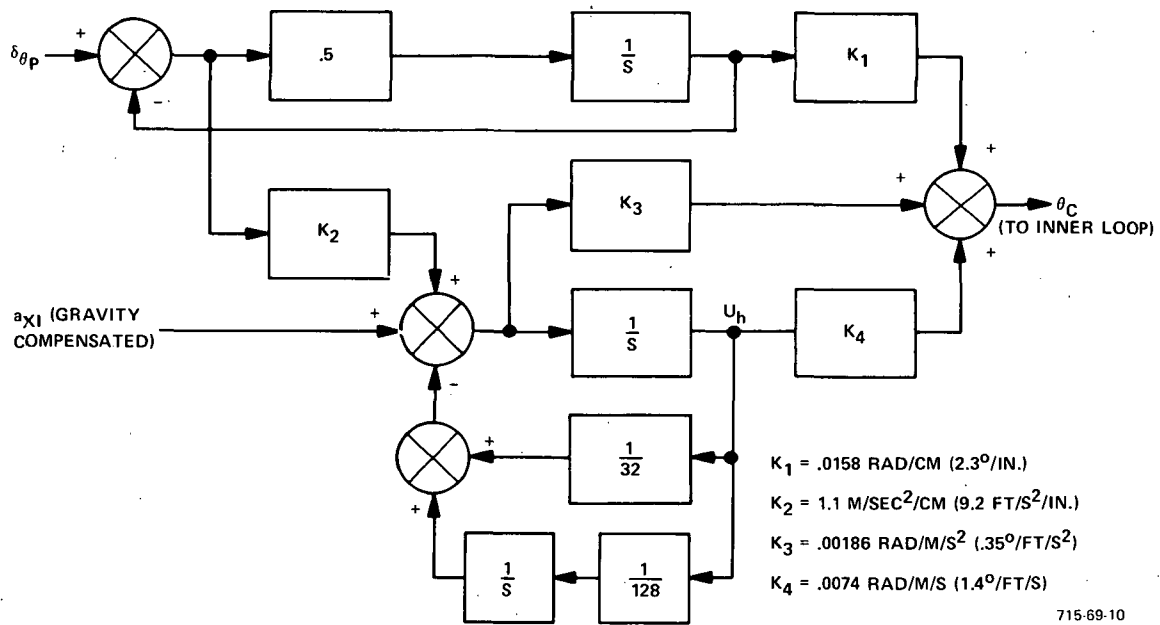 δθP
+
-
.5
1/S
K1
+
K2
K3
+
θC
(TO INNER LOOP)
+
aXI (GRAVITY
COMPENSATED)
+
+
1/S
Uh
K4
-
+
1/32
+
1/S
1/128
K1 = .0158 RAD/CM (2.3°/IN.)
K2 = 1.1 M/SEC² /CM (9.2 FT/S² /IN.)
K3 = .00186 RAD/M/S² (.35°/FT/S²)
K4 = .0074 RAD/M/S (1.4°/FT/S)
715-69-10